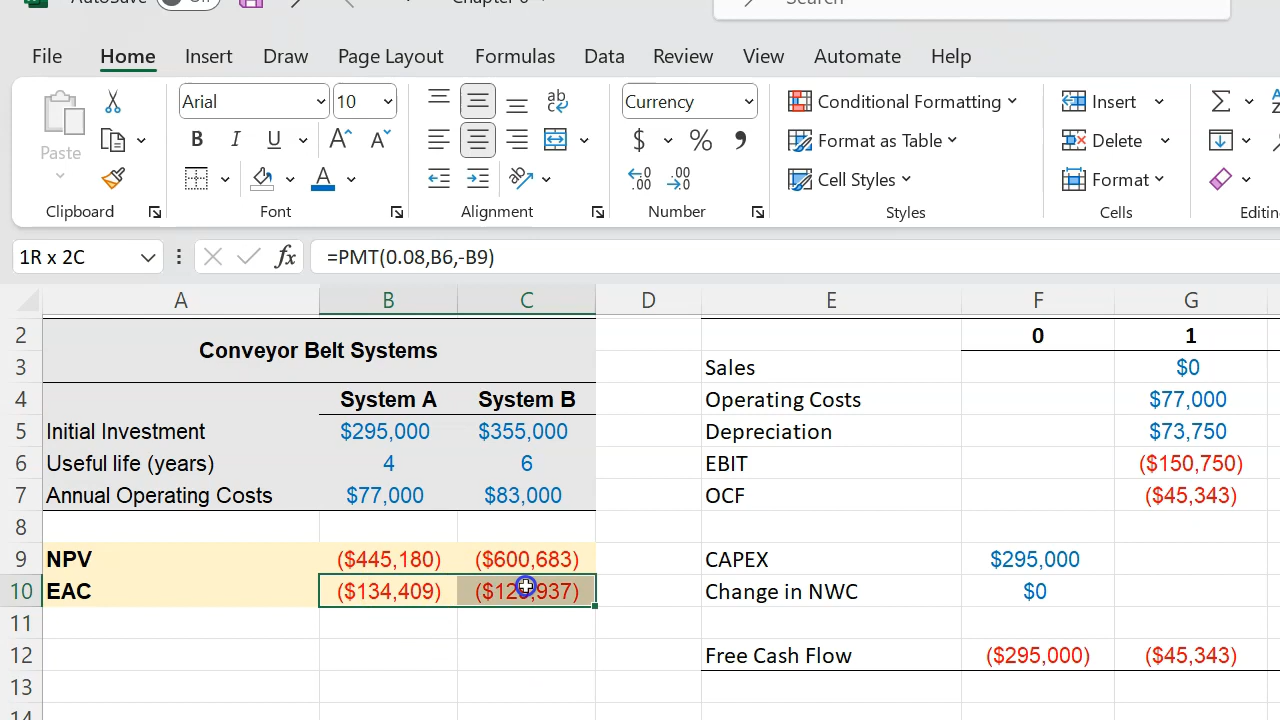 File Home Insert Draw Page Layout Formulas Data Review View Automate Help
Arial 10 Currency Conditional Formatting Insert
Paste Format as Table Delete
Cell Styles Format
Clipboard Font Alignment Number Styles Cells
1R x 2C fx =PMT(0.08,B6,-B9)
A B C D E F G
2 Conveyor Belt Systems 0 1
3 Sales $0
4 System A System B Operating Costs $77,000
5 Initial Investment $295,000 $355,000 Depreciation $73,750
6 Useful life (years) 4 6 EBIT ($150,750)
7 Annual Operating Costs $77,000 $83,000 OCF ($45,343)
8
9 NPV ($445,180) ($600,683) CAPEX $295,000
10 EAC ($134,409) Change in NWC $0
11
12 Free Cash Flow ($295,000) ($45,343)
13